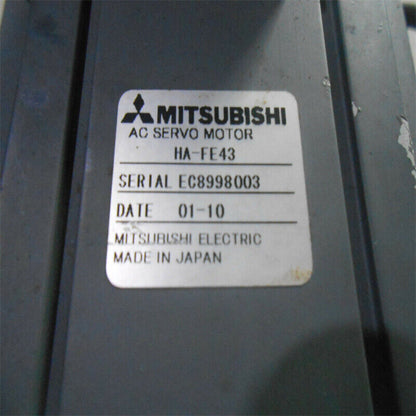 MITSUBISHI
AC SERVO MOTOR
HA-FE43
SERIAL EC8998003
DATE 01-10
MITSUBISHI ELECTRIC
MADE IN JAPAN